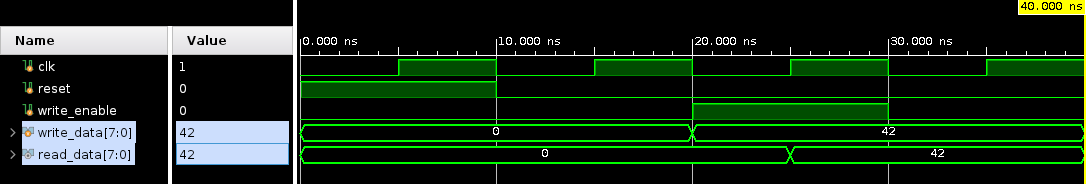 40.000 ns
Name Value
0.000 ns 10.000 ns 20.000 ns 30.000 ns
clk 1
reset 0
write_enable 0
write_data[7:0] 42 0 42
read_data[7:0] 42 0 42